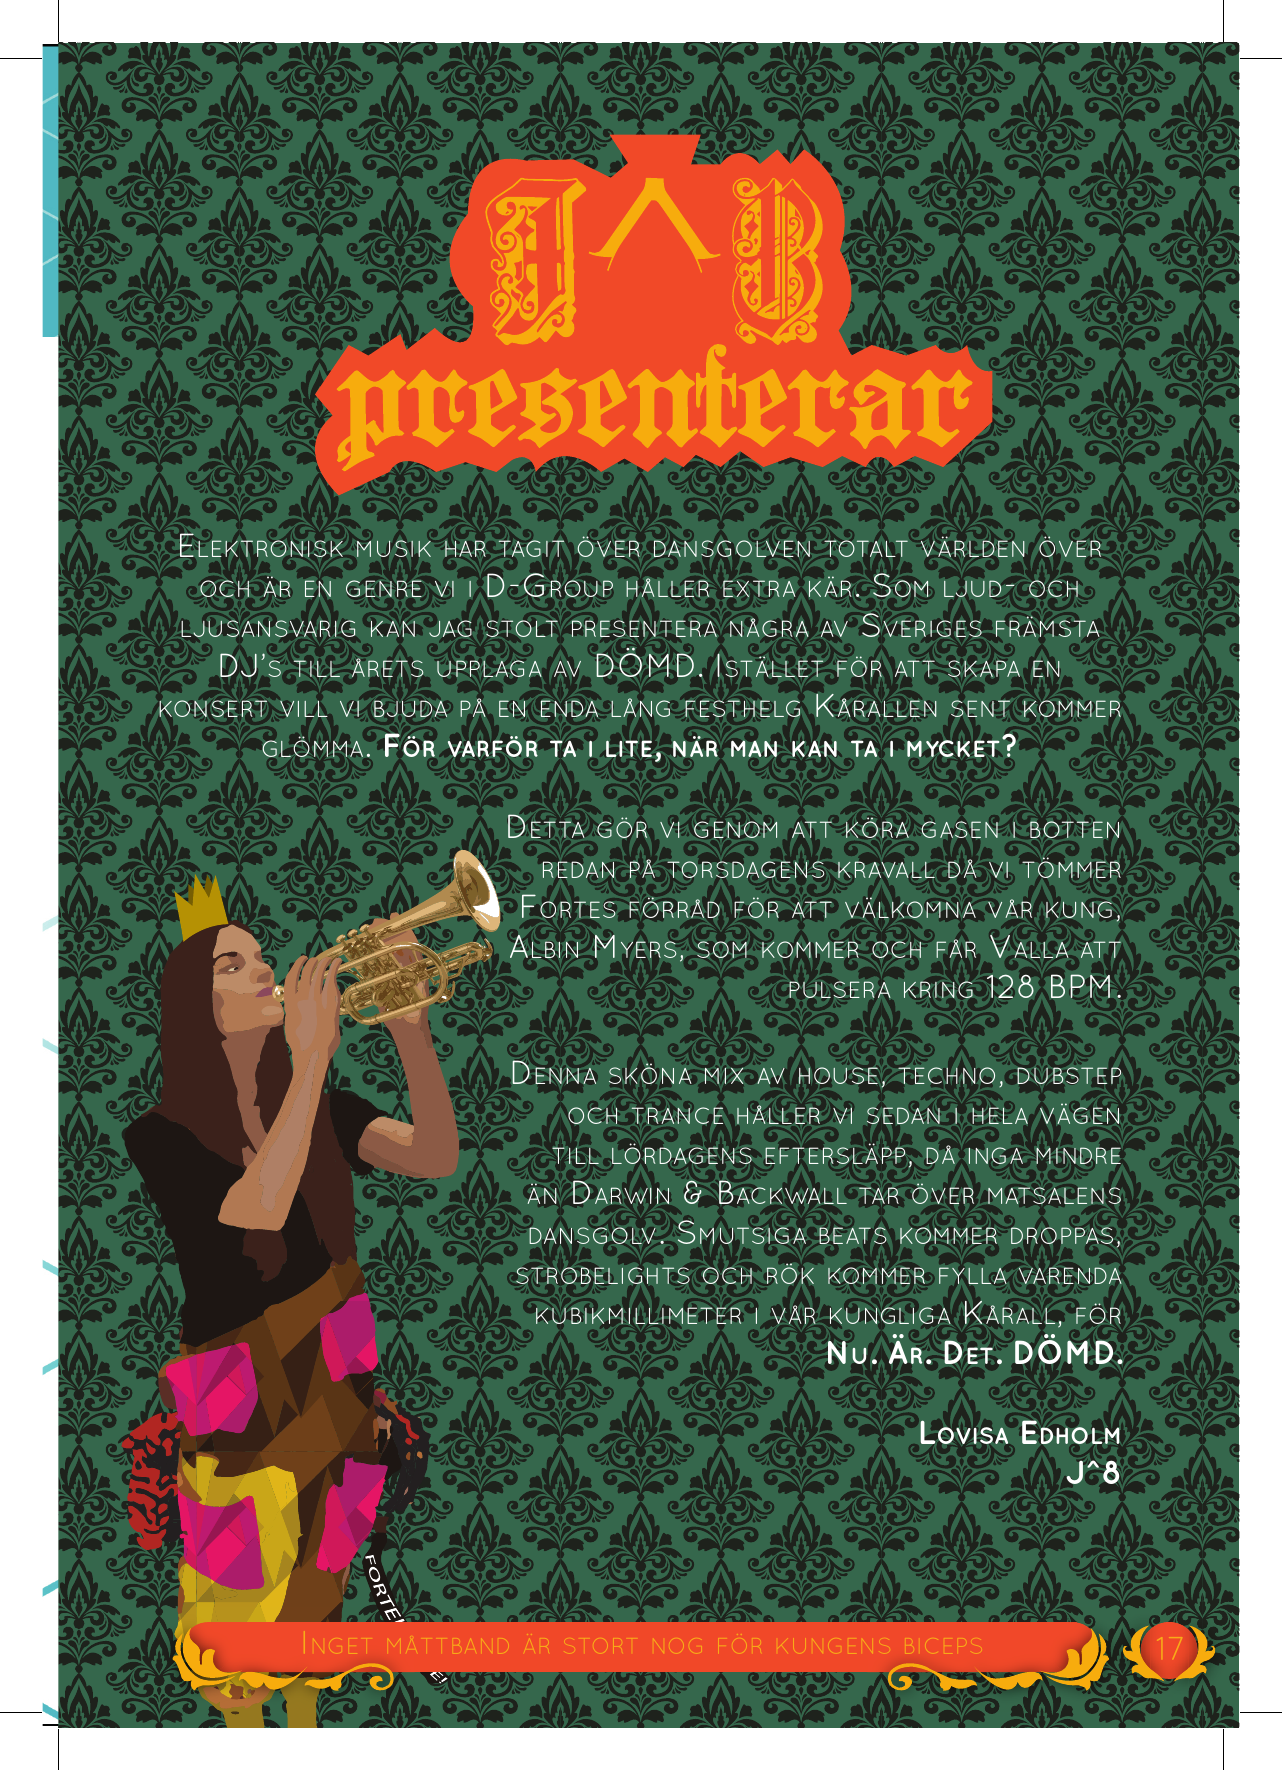 J^8
presenterar
Elektronisk musik har tagit över dansgolven totalt världen över
och är en genre vi i D-Group håller extra kär. Som ljud- och
ljusansvarig kan jag stolt presentera några av Sveriges främsta
DJ's till årets upplaga av DÖMD. Istället för att skapa en
konsert vill vi bjuda på en enda lång festhelg Kårallen sent kommer
glömma. För varför ta i lite, när man kan ta i mycket?
Detta gör vi genom att köra gasen i botten
redan på torsdagens kravall då vi tömmer
Fortes förråd för att välkomna vår kung,
Albin Myers, som kommer och får Valla att
pulsera kring 128 BPM.
Denna sköna mix av house, techno, dubstep
och trance håller vi sedan i hela vägen
till lördagens eftersläpp, då inga mindre
än Darwin & Backwall tar över matsalens
dansgolv. Smutsiga beats kommer droppas,
strobelights och rök kommer fylla varenda
kubikmillimeter i vår kungliga Kårall, för
Nu. Är. Det. DÖMD.
Lovisa Edholm
J^8
Inget måttband är stort nog för kungens biceps
17